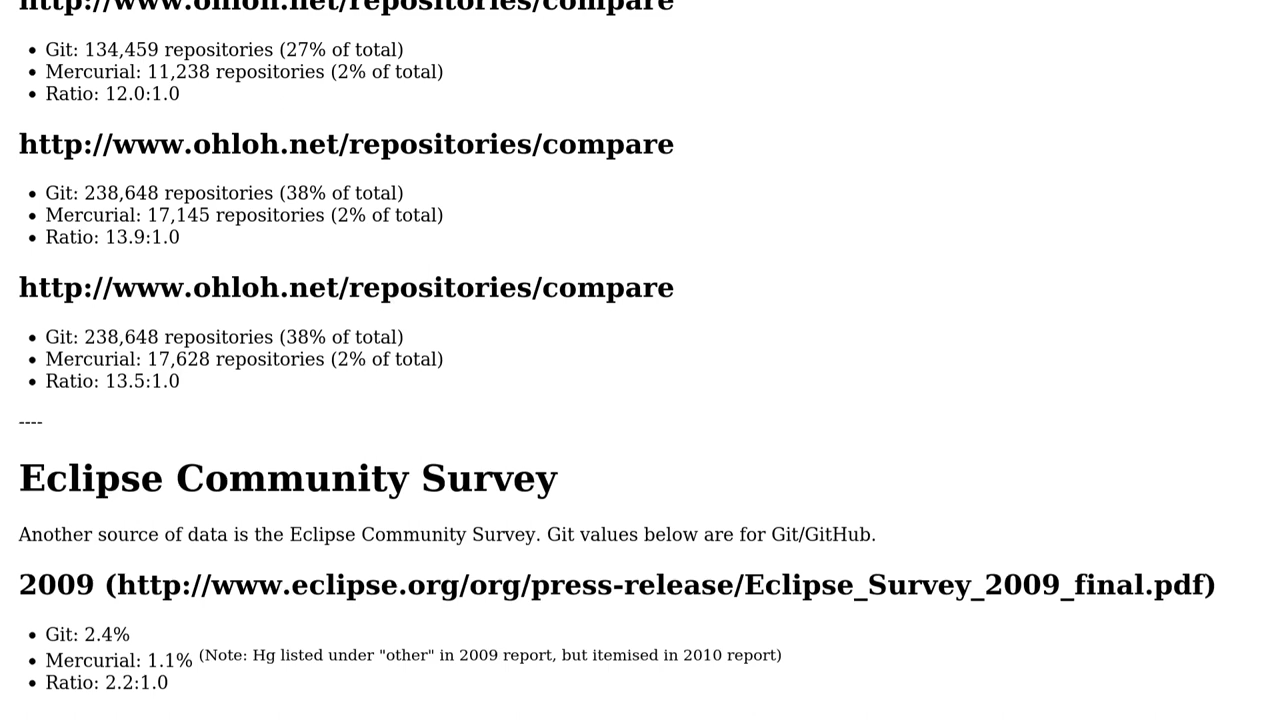 http://www.ohloh.net/repositories/compare
• Git: 134,459 repositories (27% of total)
• Mercurial: 11,238 repositories (2% of total)
• Ratio: 12.0:1.0
http://www.ohloh.net/repositories/compare
• Git: 238,648 repositories (38% of total)
• Mercurial: 17,145 repositories (2% of total)
• Ratio: 13.9:1.0
http://www.ohloh.net/repositories/compare
• Git: 238,648 repositories (38% of total)
• Mercurial: 17,628 repositories (2% of total)
• Ratio: 13.5:1.0
----
Eclipse Community Survey
Another source of data is the Eclipse Community Survey. Git values below are for Git/GitHub.
2009 (http://www.eclipse.org/org/press-release/Eclipse_Survey_2009_final.pdf)
• Git: 2.4%
• Mercurial: 1.1% (Note: Hg listed under "other" in 2009 report, but itemised in 2010 report)
• Ratio: 2.2:1.0